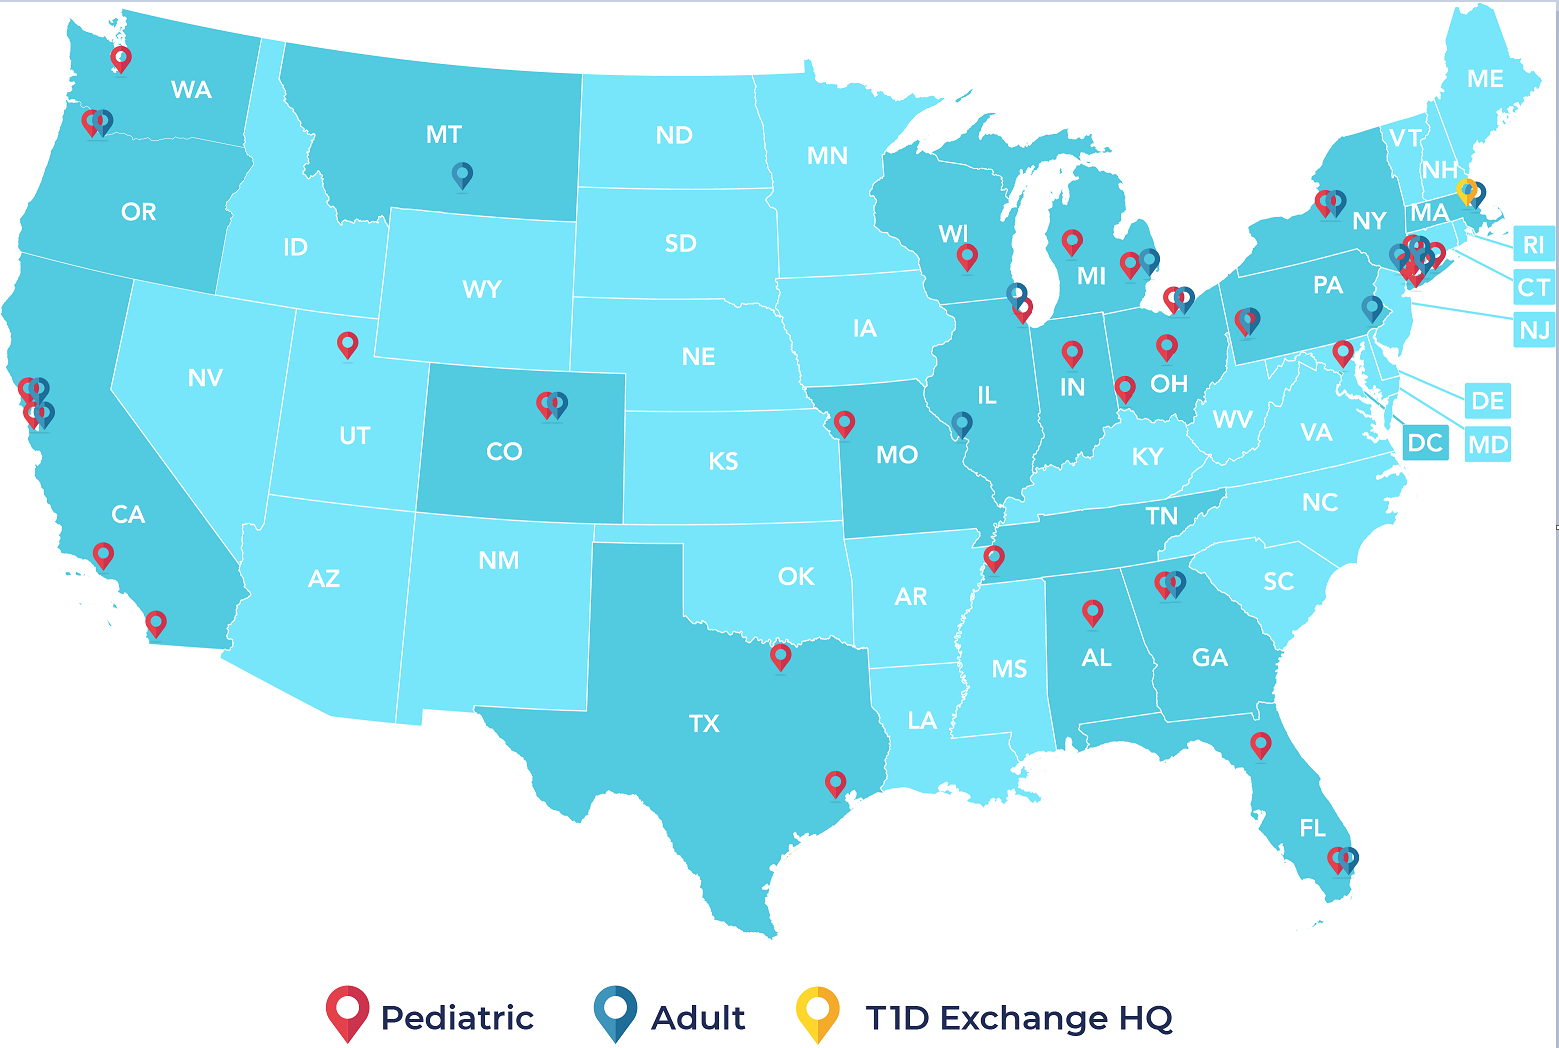 ME
WA
MT
ND
VT
MN
NH
OR
NY
MA
WI
SD
ID
RI
MI
PA
WY
CT
IA
NJ
NE
NV
OH
IN
IL
DE
WV
UT
VA
DC
MD
CO
MO
KY
KS
NC
CA
TN
NM
AZ
OK
SC
AR
AL
GA
MS
LA
TX
FL
Pediatric
Adult
T1D Exchange HQ